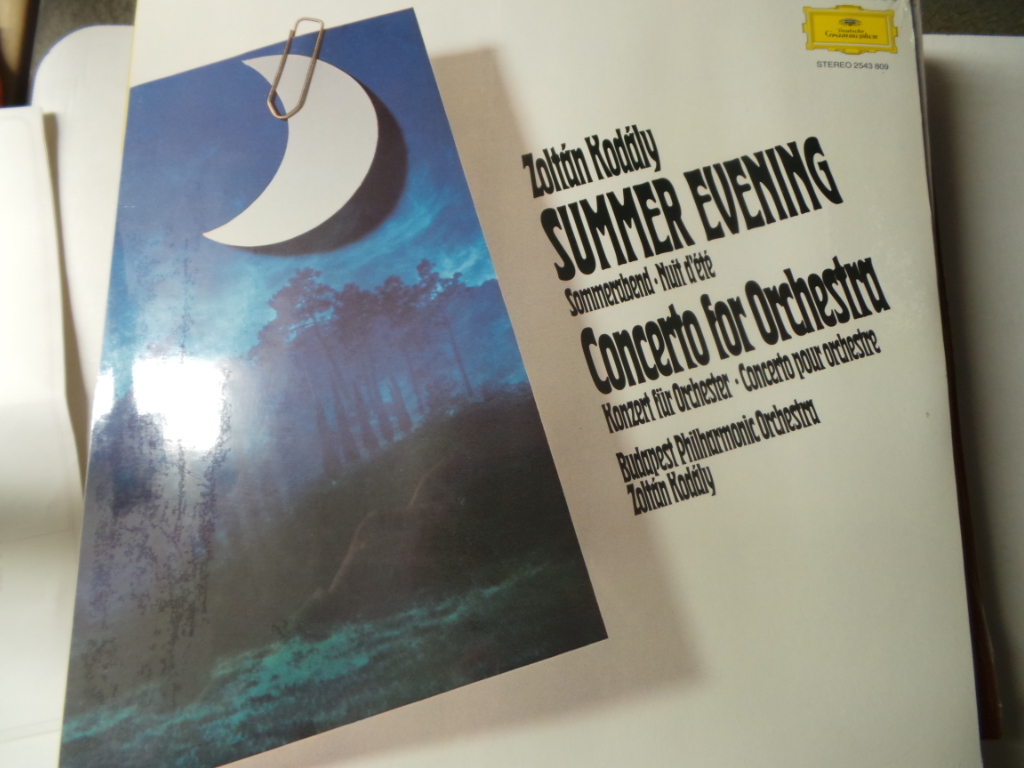 Deutsche
Grammophon
STEREO 2543 809
Zoltán Kodály
SUMMER EVENING
Sommerabend · Nuit d'été
Concerto for Orchestra
Konzert für Orchester · Concerto pour orchestre
Budapest Philharmonic Orchestra
Zoltán Kodály